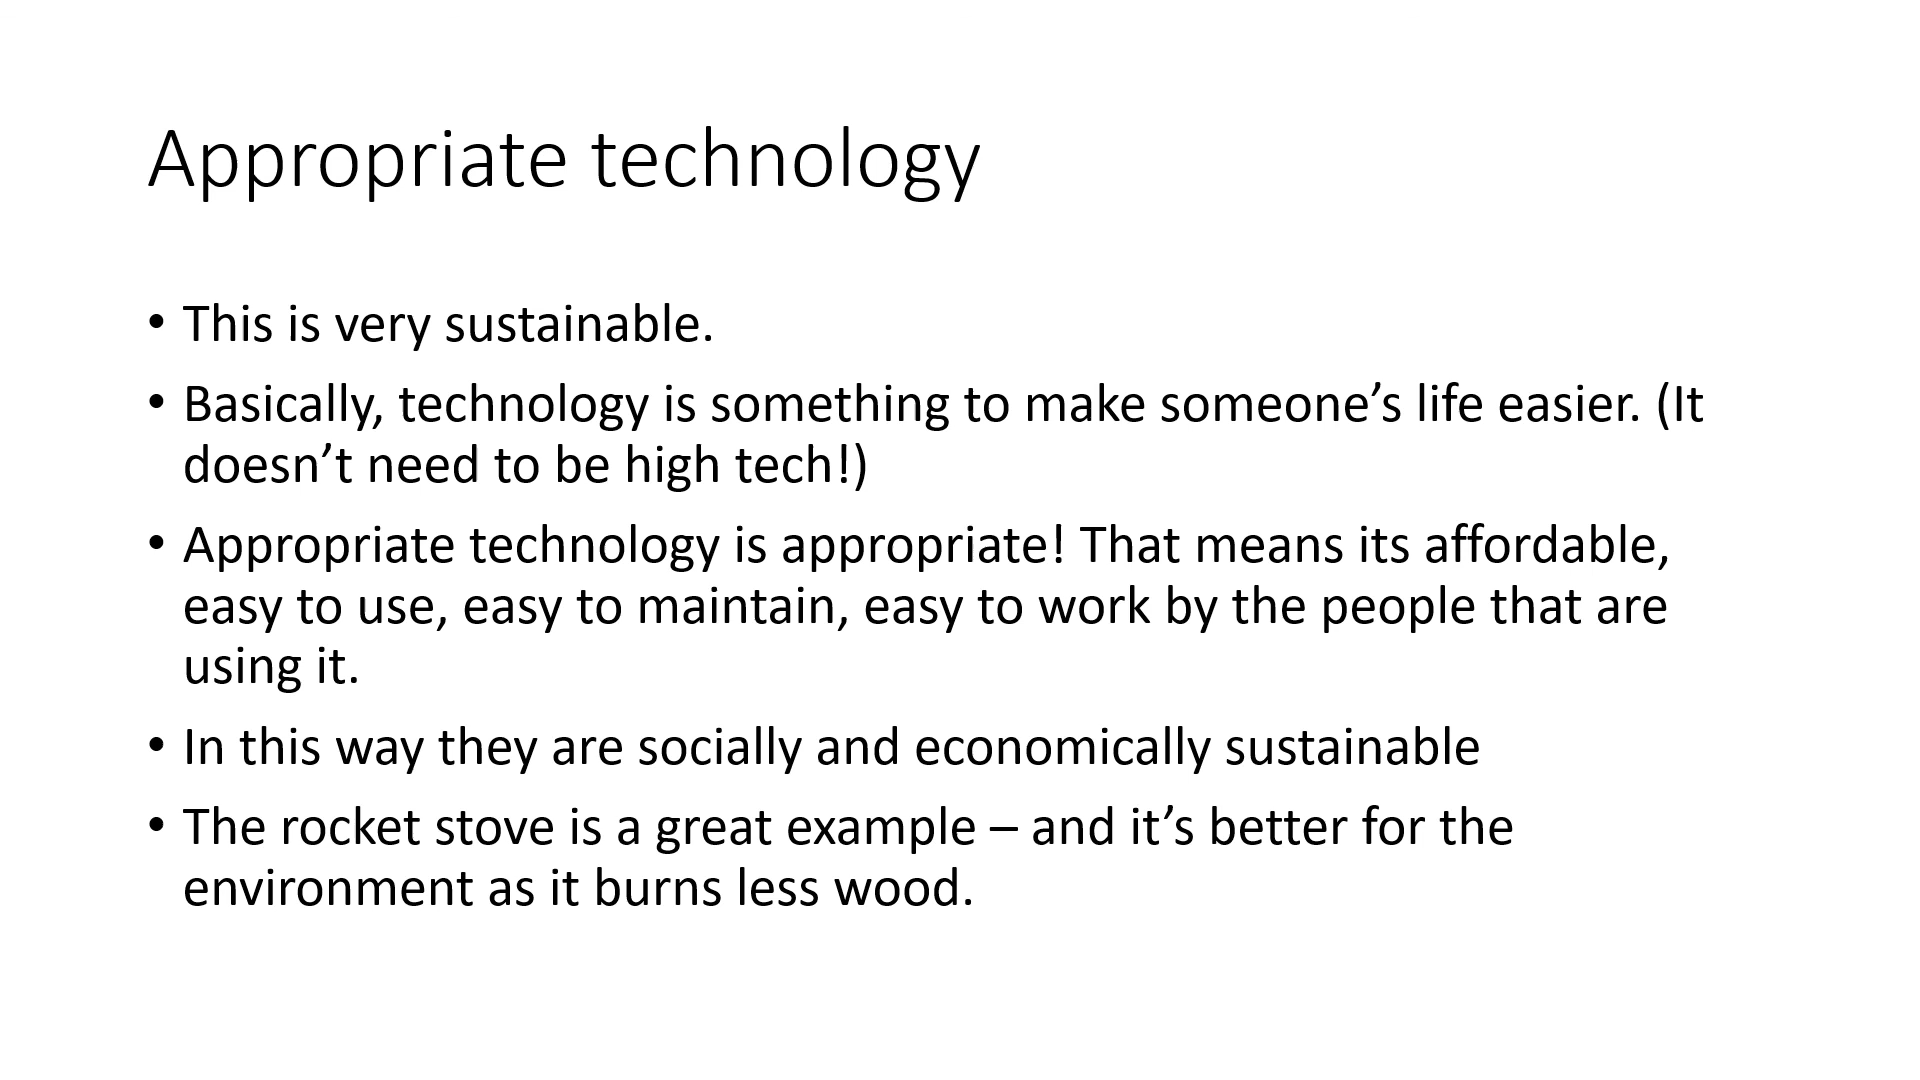 Appropriate technology
• This is very sustainable.
• Basically, technology is something to make someone’s life easier. (It
doesn’t need to be high tech!)
• Appropriate technology is appropriate! That means its affordable,
easy to use, easy to maintain, easy to work by the people that are
using it.
• In this way they are socially and economically sustainable
• The rocket stove is a great example – and it’s better for the
environment as it burns less wood.